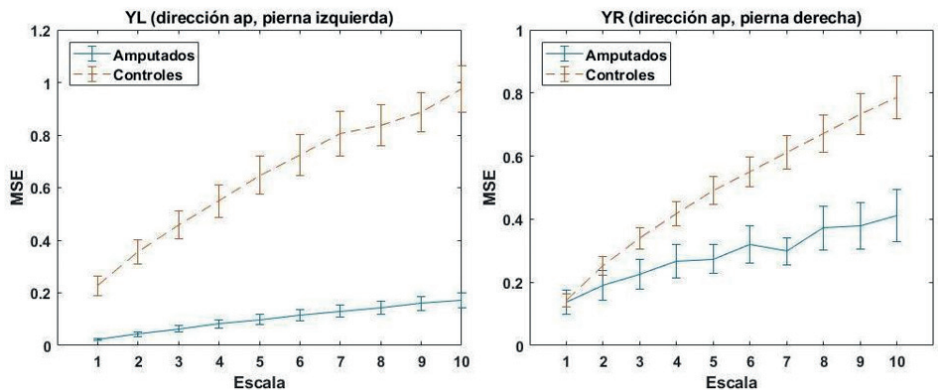 YL (dirección ap, pierna izquierda)
1.2
1
0.8
0.6
0.4
0.2
0
MSE
Amputados
Controles
1 2 3 4 5 6 7 8 9 10
Escala
YR (dirección ap, pierna derecha)
1
0.8
0.6
0.4
0.2
0
MSE
Amputados
Controles
1 2 3 4 5 6 7 8 9 10
Escala